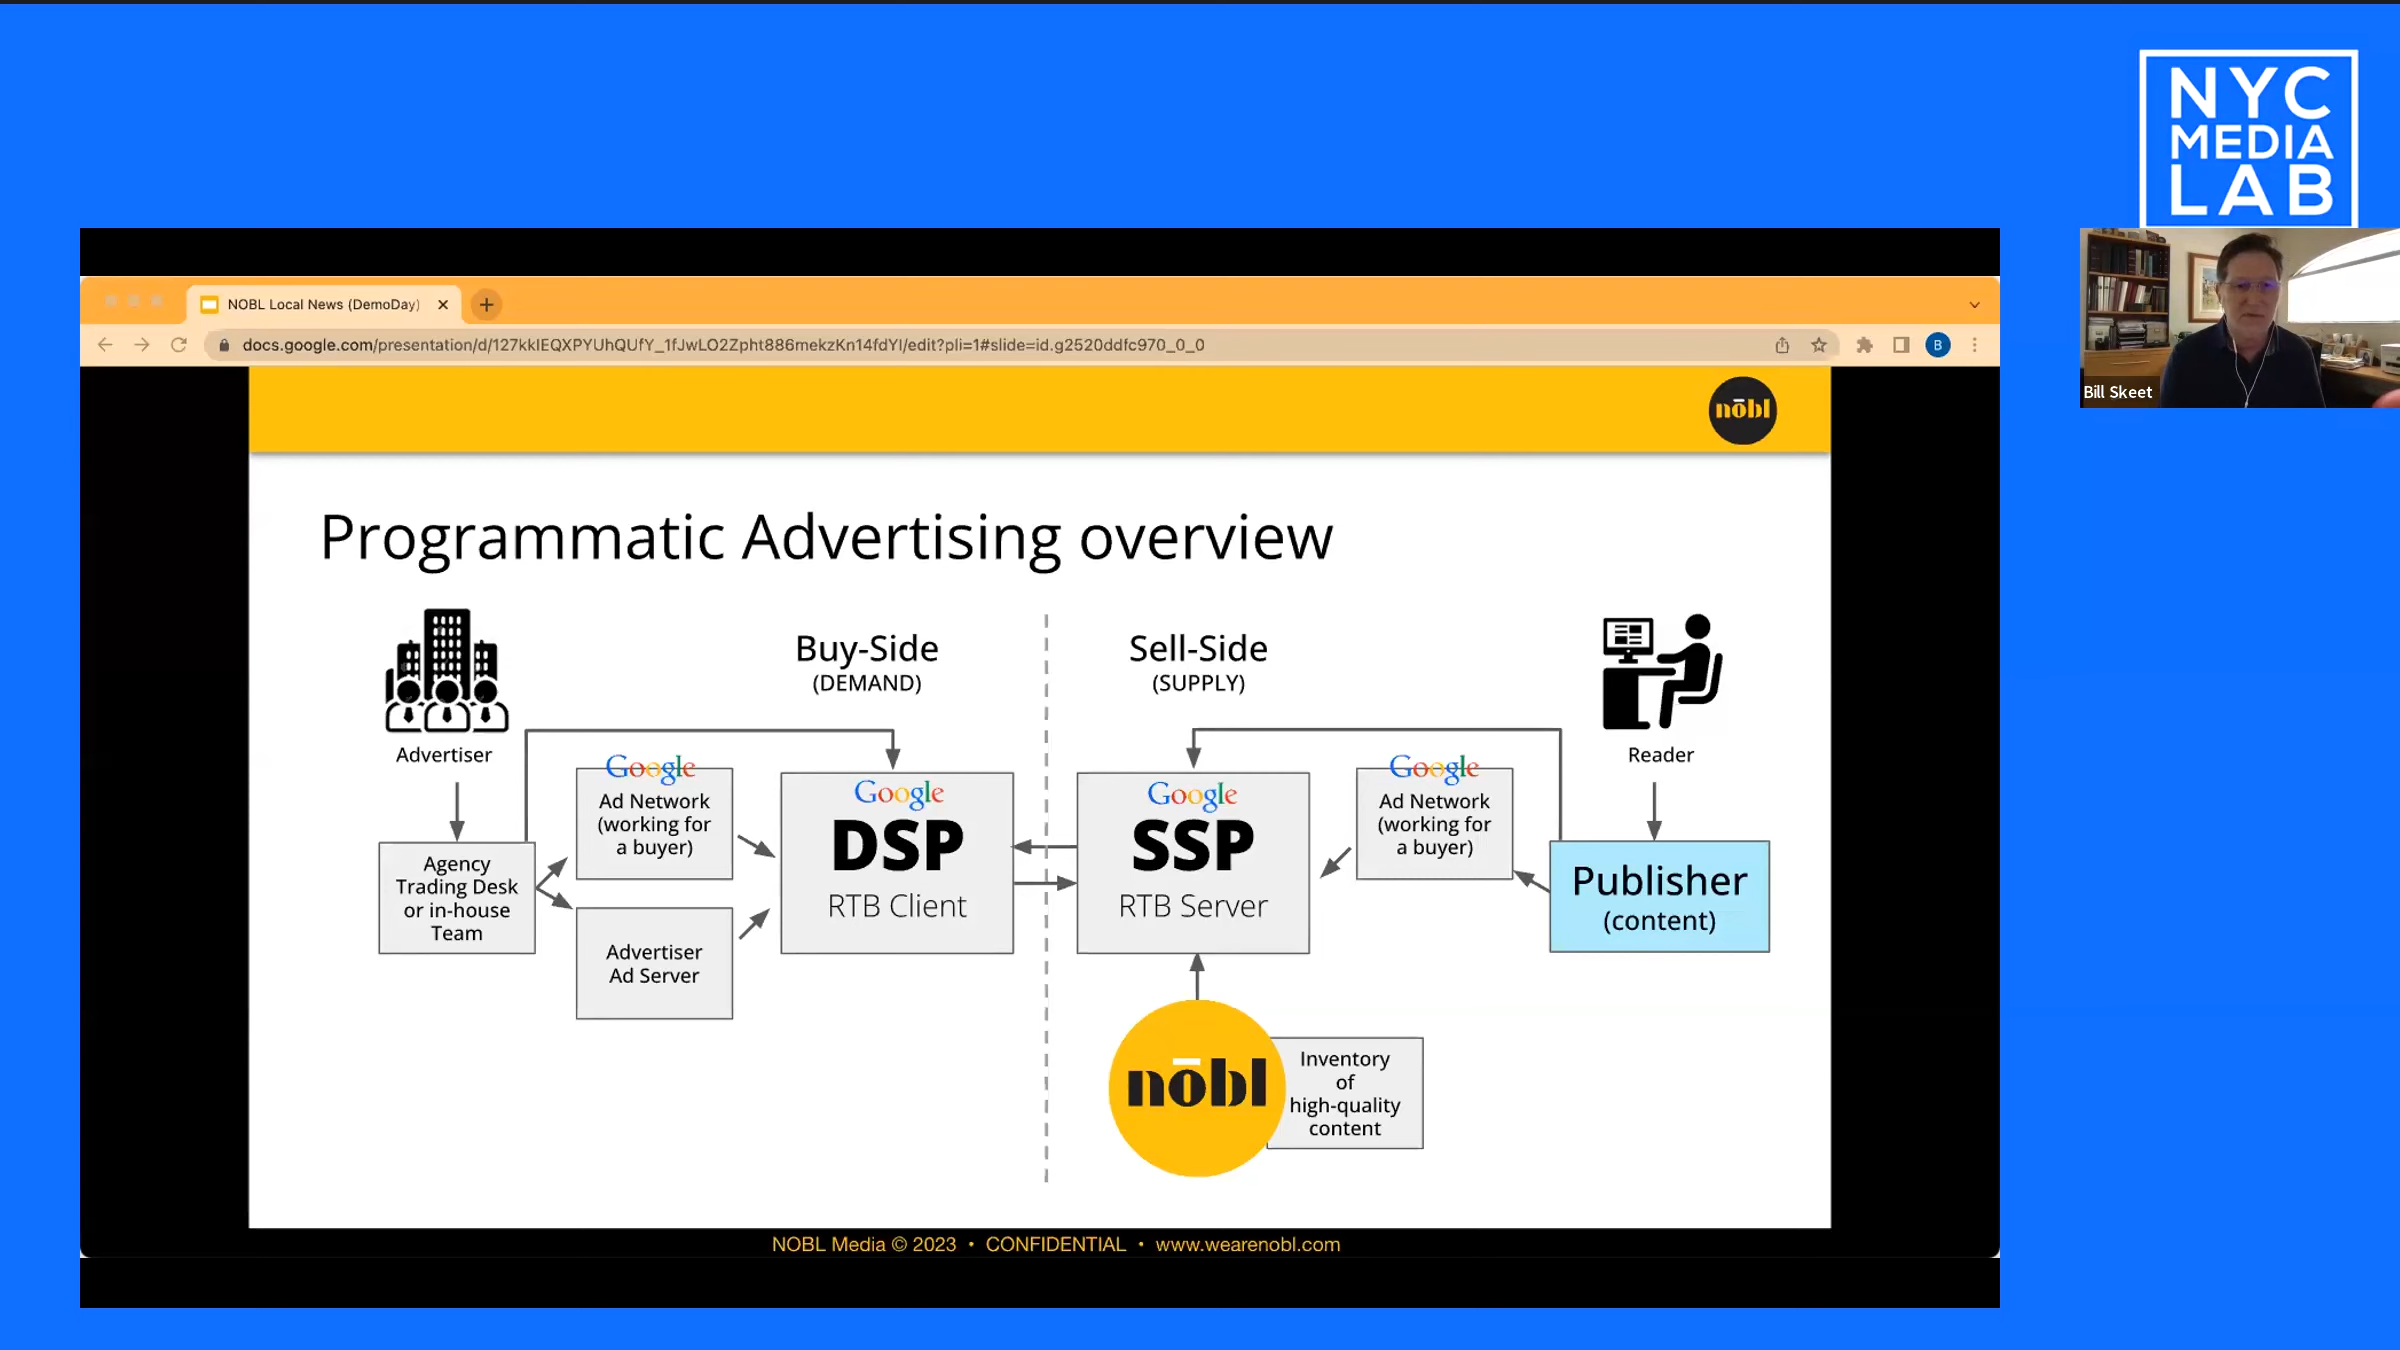 NYC
MEDIA
LAB
NOBL Local News (DemoDay)
docs.google.com/presentation/d/127kkIEQXPYUhQUfY_1fJwLO2Zpht886mekzKn14fdYI/edit?pli=1#slide=id.g2520ddfc970_0_0
B
Bill Skeet
nōbl
Programmatic Advertising overview
Buy-Side
(DEMAND)
Sell-Side
(SUPPLY)
Advertiser
Reader
Google
Ad Network
(working for
a buyer)
Google
DSP
RTB Client
Google
SSP
RTB Server
Google
Ad Network
(working for
a buyer)
Agency
Trading Desk
or in-house
Team
Publisher
(content)
Advertiser
Ad Server
nōbl
Inventory
of
high-quality
content
NOBL Media © 2023 • CONFIDENTIAL • www.wearenobl.com